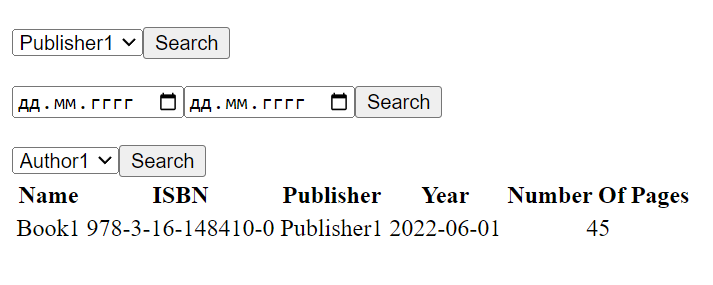 Publisher1 Search
дд.мм.гггг дд.мм.гггг Search
Author1 Search
Name ISBN Publisher Year Number Of Pages
Book1 978-3-16-148410-0 Publisher1 2022-06-01 45